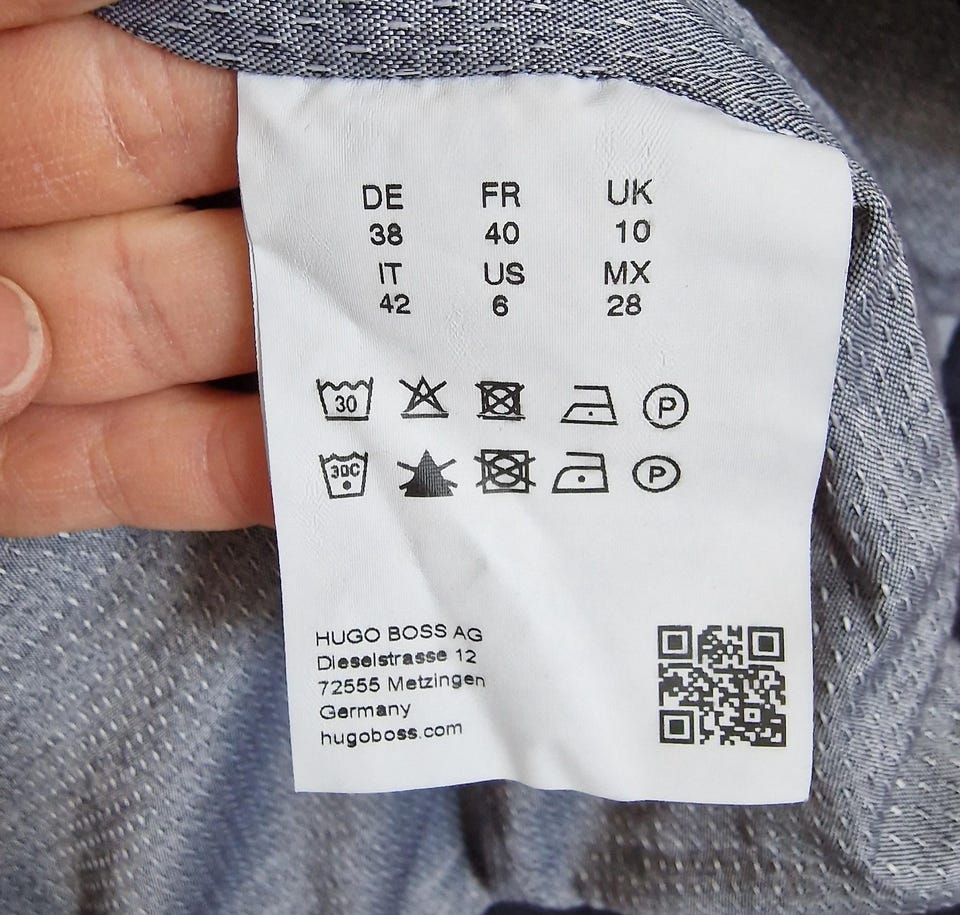 DE FR UK
38 40 10
IT US MX
42 6 28
30 P
30C P
HUGO BOSS AG
Dieselstrasse 12
72555 Metzingen
Germany
hugoboss.com